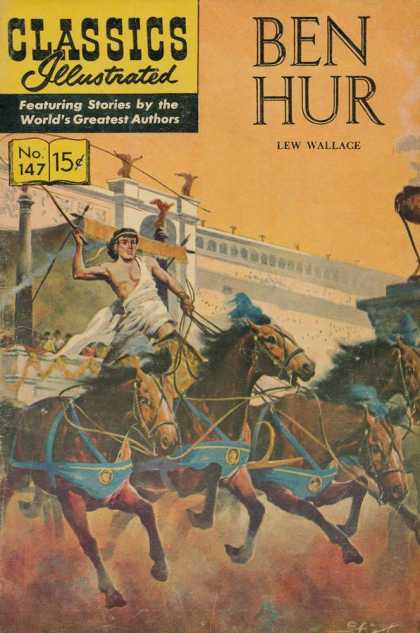 CLASSICS
Illustrated
Featuring Stories by the
World's Greatest Authors
No.
147
15¢
BEN
HUR
LEW WALLACE